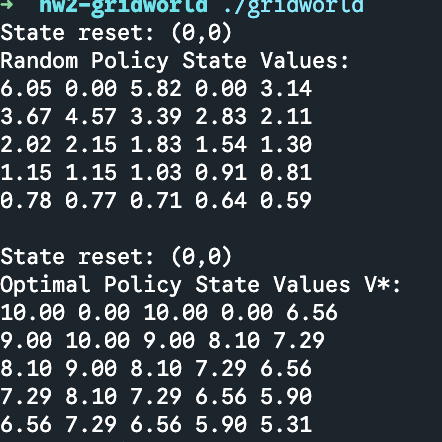 → hw2-gridworld ./gridworld
State reset: (0,0)
Random Policy State Values:
6.05 0.00 5.82 0.00 3.14
3.67 4.57 3.39 2.83 2.11
2.02 2.15 1.83 1.54 1.30
1.15 1.15 1.03 0.91 0.81
0.78 0.77 0.71 0.64 0.59
State reset: (0,0)
Optimal Policy State Values V*:
10.00 0.00 10.00 0.00 6.56
9.00 10.00 9.00 8.10 7.29
8.10 9.00 8.10 7.29 6.56
7.29 8.10 7.29 6.56 5.90
6.56 7.29 6.56 5.90 5.31